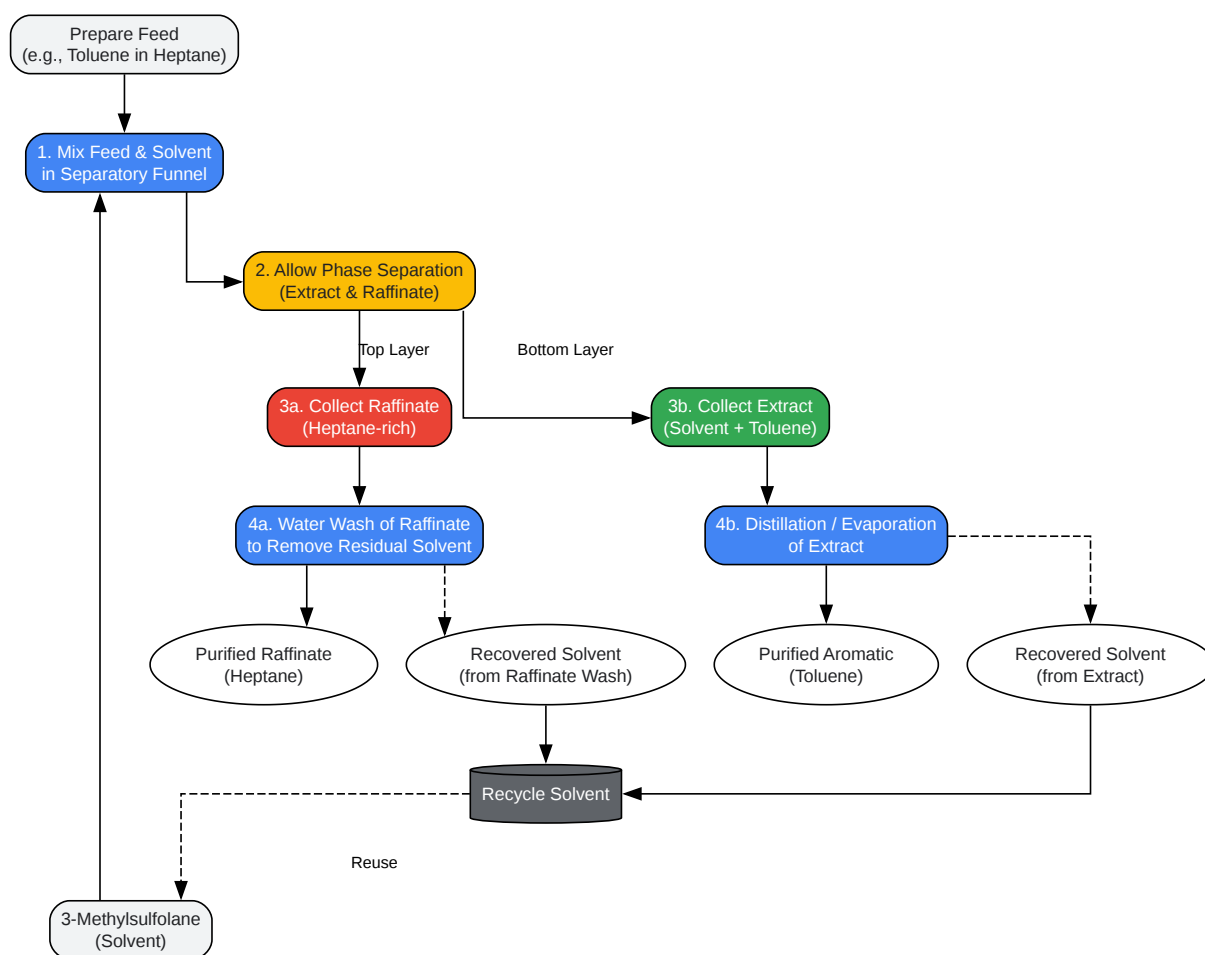 Prepare Feed
(e.g., Toluene in Heptane)
1. Mix Feed & Solvent
in Separatory Funnel
2. Allow Phase Separation
(Extract & Raffinate)
Top Layer
Bottom Layer
3a. Collect Raffinate
(Heptane-rich)
3b. Collect Extract
(Solvent + Toluene)
4a. Water Wash of Raffinate
to Remove Residual Solvent
4b. Distillation / Evaporation
of Extract
Purified Raffinate
(Heptane)
Recovered Solvent
(from Raffinate Wash)
Purified Aromatic
(Toluene)
Recovered Solvent
(from Extract)
Recycle Solvent
Reuse
3-Methylsulfolane
(Solvent)